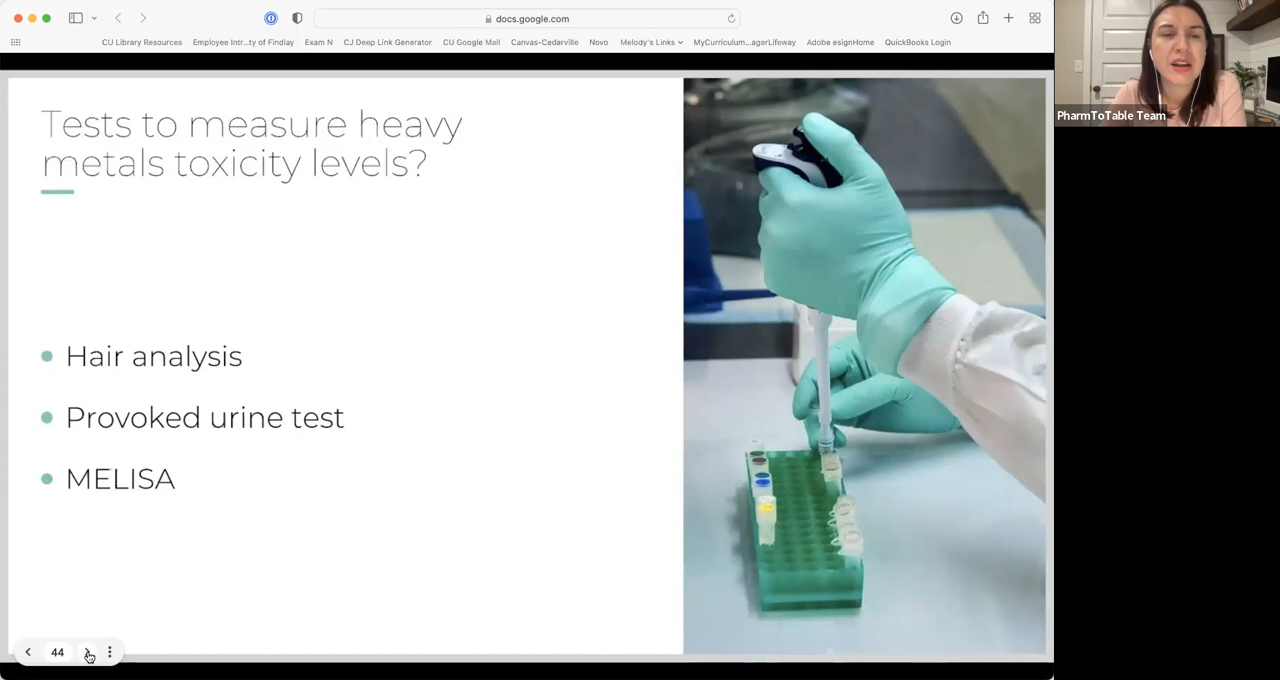 docs.google.com
CU Library Resources
Employee Intr...ty of Findlay
Exam N
CJ Deep Link Generator
CU Google Mail
Canvas-Cedarville
Novo
Melody's Links
MyCurriculum...agerLifeway
Adobe esignHome
QuickBooks Login
PharmToTable Team
Tests to measure heavy
metals toxicity levels?
Hair analysis
Provoked urine test
MELISA
44